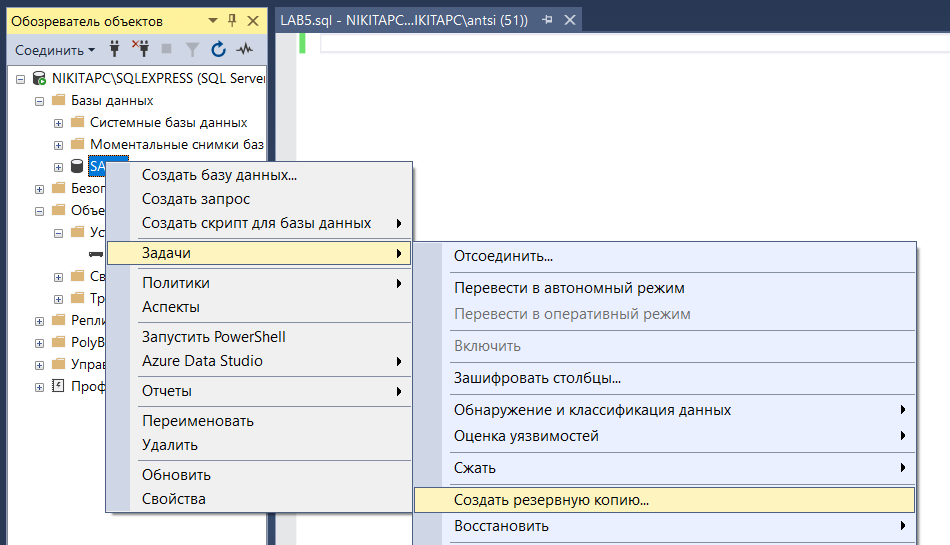 Обозреватель объектов
LAB5.sql - NIKITAPC...IKITAPC\antsi (51))
Соединить
NIKITAPC\SQLEXPRESS (SQL Server
Базы данных
Системные базы данных
Моментальные снимки баз
SA
Безоп
Объе
Ус
Св
Тр
Репли
PolyB
Управ
Проф
Создать базу данных...
Создать запрос
Создать скрипт для базы данных
Задачи
Политики
Аспекты
Запустить PowerShell
Azure Data Studio
Отчеты
Переименовать
Удалить
Обновить
Свойства
Отсоединить...
Перевести в автономный режим
Перевести в оперативный режим
Включить
Зашифровать столбцы...
Обнаружение и классификация данных
Оценка уязвимостей
Сжать
Создать резервную копию...
Восстановить